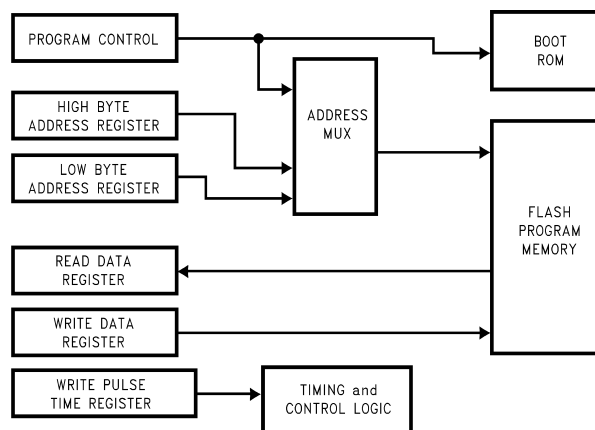 PROGRAM CONTROL
BOOT
ROM
HIGH BYTE
ADDRESS REGISTER
ADDRESS
MUX
LOW BYTE
ADDRESS REGISTER
FLASH
PROGRAM
MEMORY
READ DATA
REGISTER
WRITE DATA
REGISTER
WRITE PULSE
TIME REGISTER
TIMING and
CONTROL LOGIC